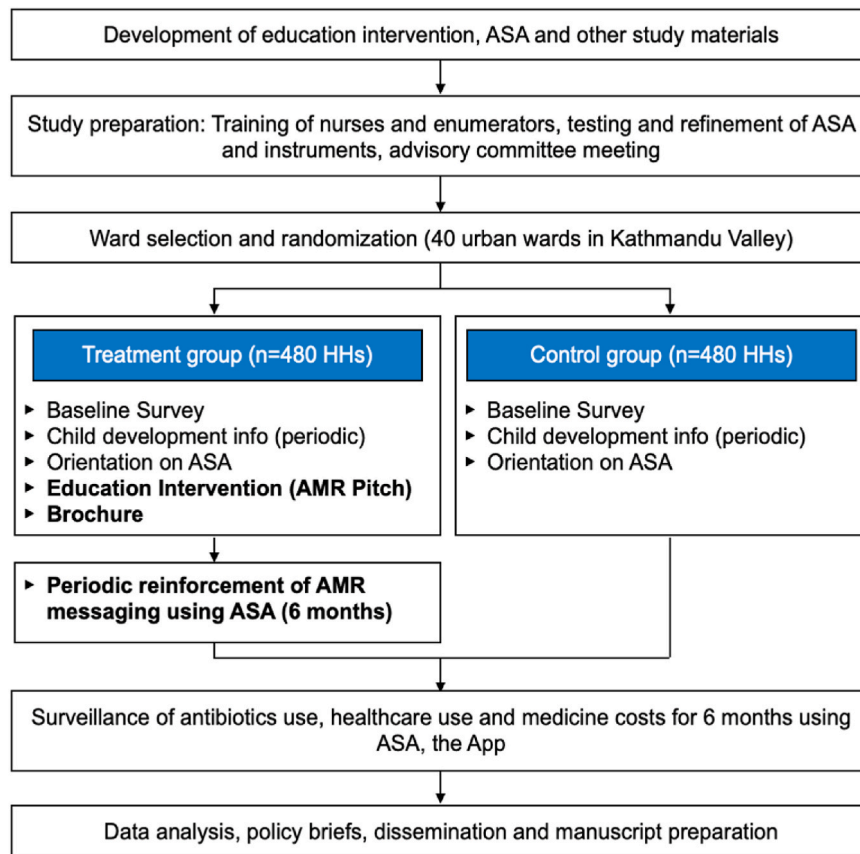 Development of education intervention, ASA and other study materials
Study preparation: Training of nurses and enumerators, testing and refinement of ASA
and instruments, advisory committee meeting
Ward selection and randomization (40 urban wards in Kathmandu Valley)
Treatment group (n=480 HHs)
▸ Baseline Survey
▸ Child development info (periodic)
▸ Orientation on ASA
▸ Education Intervention (AMR Pitch)
▸ Brochure
Control group (n=480 HHs)
▸ Baseline Survey
▸ Child development info (periodic)
▸ Orientation on ASA
▸ Periodic reinforcement of AMR
messaging using ASA (6 months)
Surveillance of antibiotics use, healthcare use and medicine costs for 6 months using
ASA, the App
Data analysis, policy briefs, dissemination and manuscript preparation